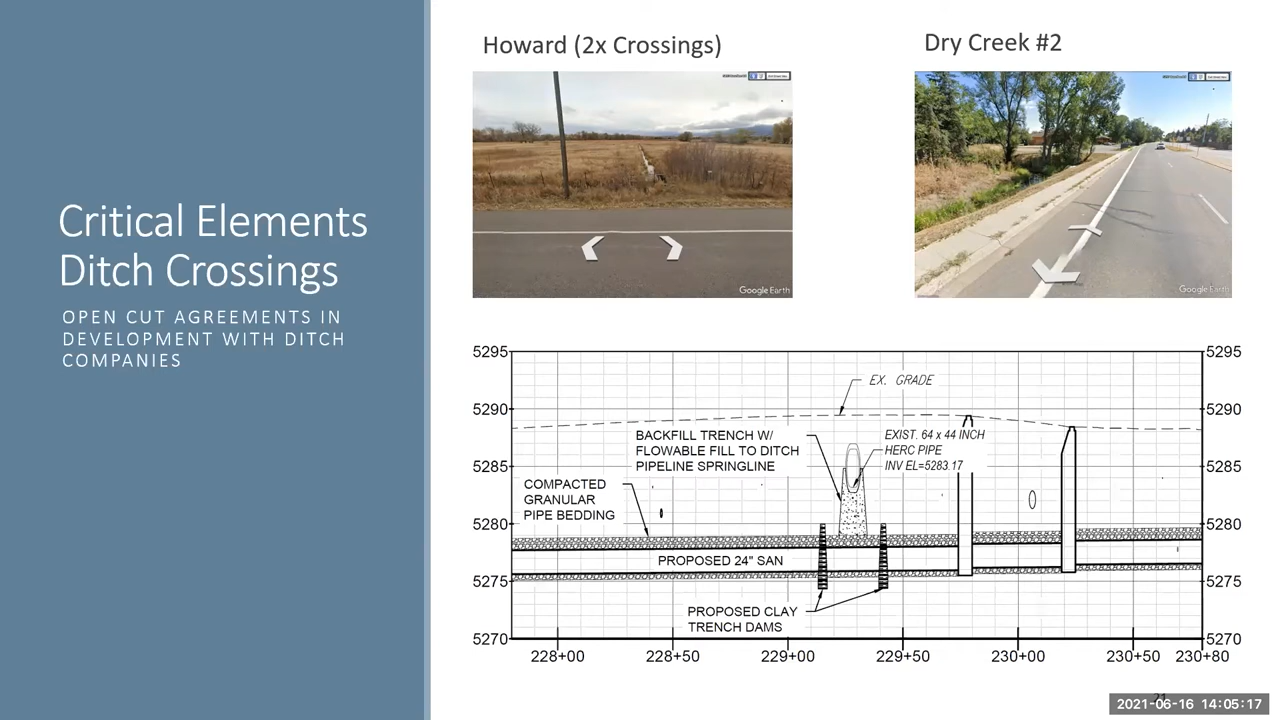 Critical Elements
Ditch Crossings
OPEN CUT AGREEMENTS IN
DEVELOPMENT WITH DITCH
COMPANIES
Howard (2x Crossings)
Dry Creek #2
Google Earth
Google Earth
5295
5295
EX. GRADE
5290
5290
BACKFILL TRENCH W/
FLOWABLE FILL TO DITCH
PIPELINE SPRINGLINE
EXIST. 64 x 44 INCH
HERC PIPE
INV EL=5283.17
5285
5285
COMPACTED
GRANULAR
PIPE BEDDING
5280
5280
PROPOSED 24" SAN
5275
5275
PROPOSED CLAY
TRENCH DAMS
5270
5270
228+00
228+50
229+00
229+50
230+00
230+50
230+80
21
2021-06-16 14:05:17